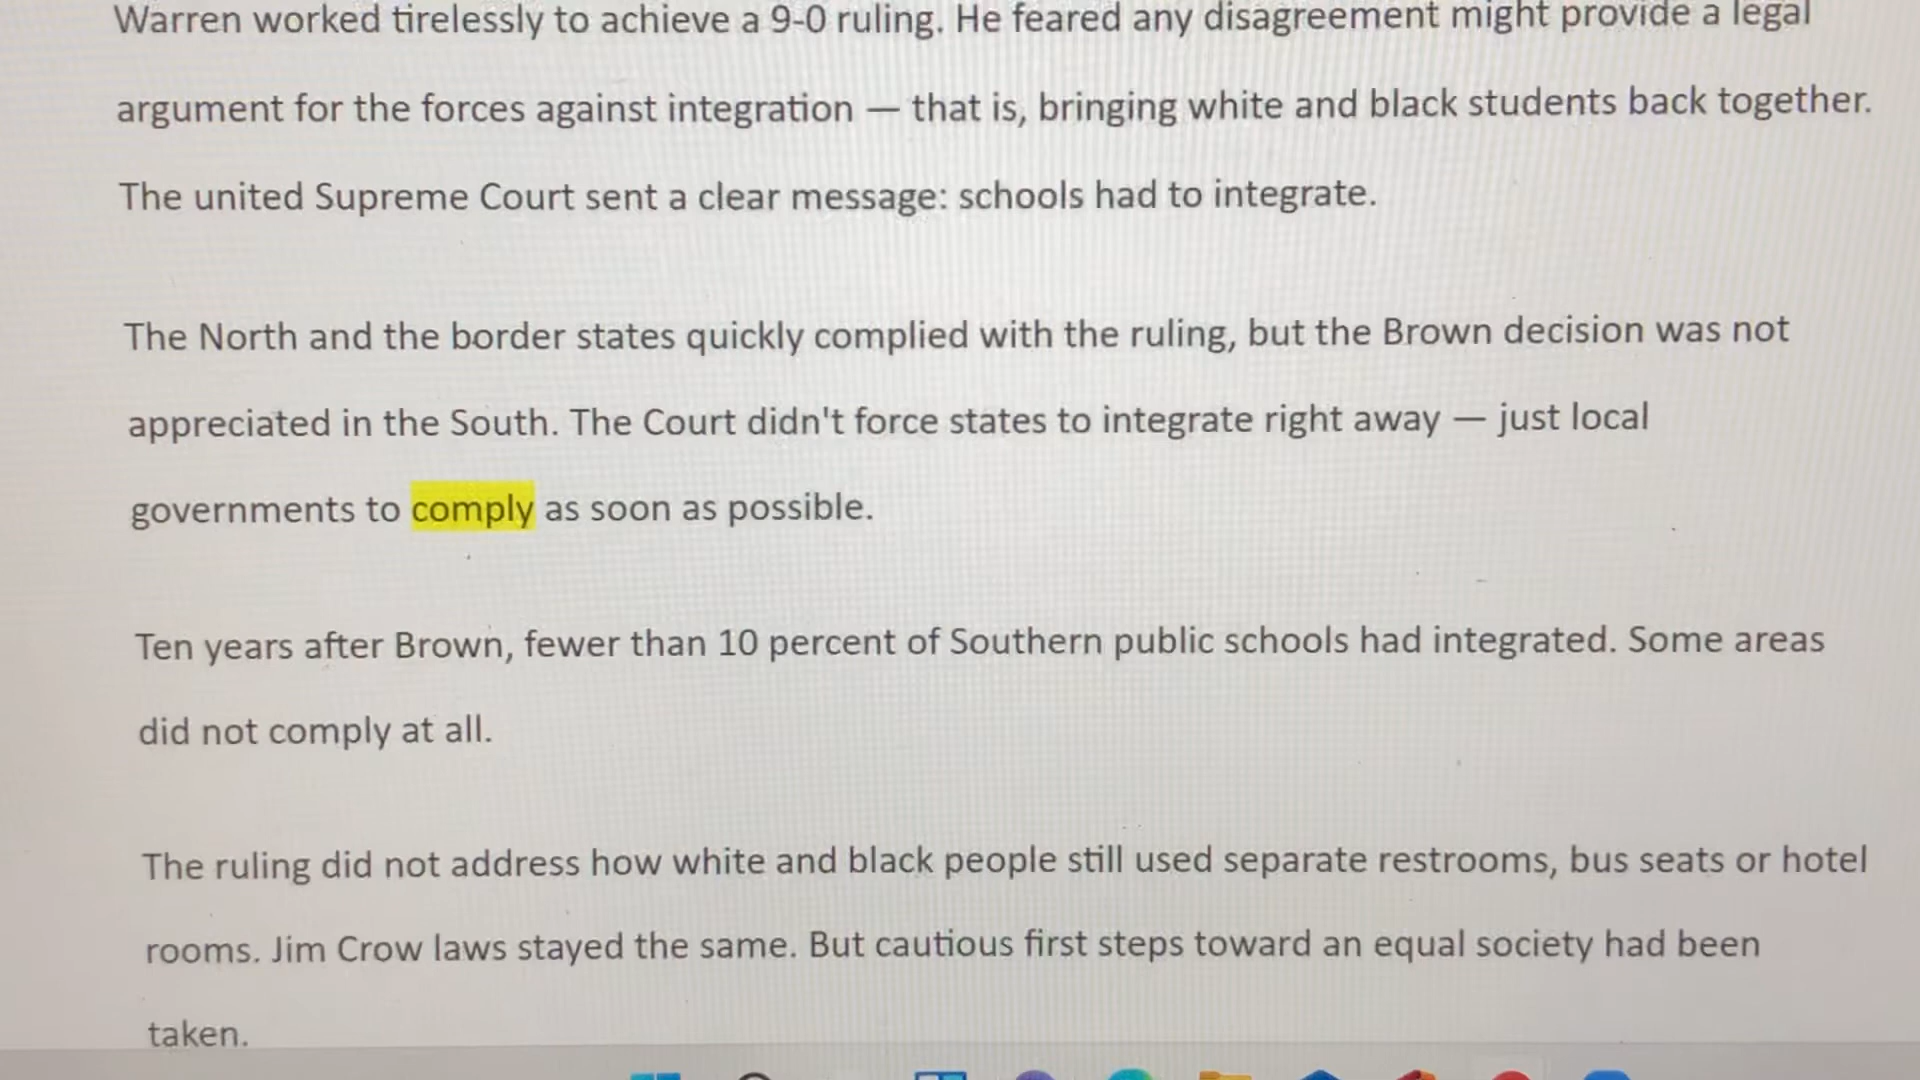 Warren worked tirelessly to achieve a 9-0 ruling. He feared any disagreement might provide a legal
argument for the forces against integration — that is, bringing white and black students back together.
The united Supreme Court sent a clear message: schools had to integrate.
The North and the border states quickly complied with the ruling, but the Brown decision was not
appreciated in the South. The Court didn't force states to integrate right away — just local
governments to comply as soon as possible.
Ten years after Brown, fewer than 10 percent of Southern public schools had integrated. Some areas
did not comply at all.
The ruling did not address how white and black people still used separate restrooms, bus seats or hotel
rooms. Jim Crow laws stayed the same. But cautious first steps toward an equal society had been
taken.